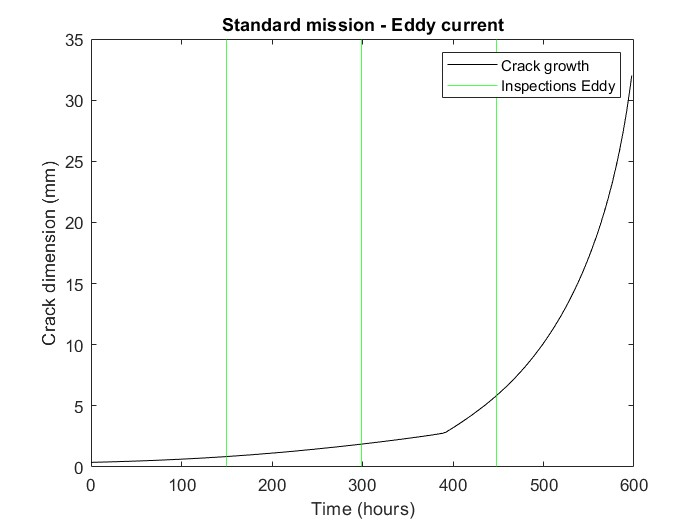 Standard mission - Eddy current
Crack growth
Inspections Eddy
35
30
25
20
15
10
5
0
Crack dimension (mm)
0 100 200 300 400 500 600
Time (hours)